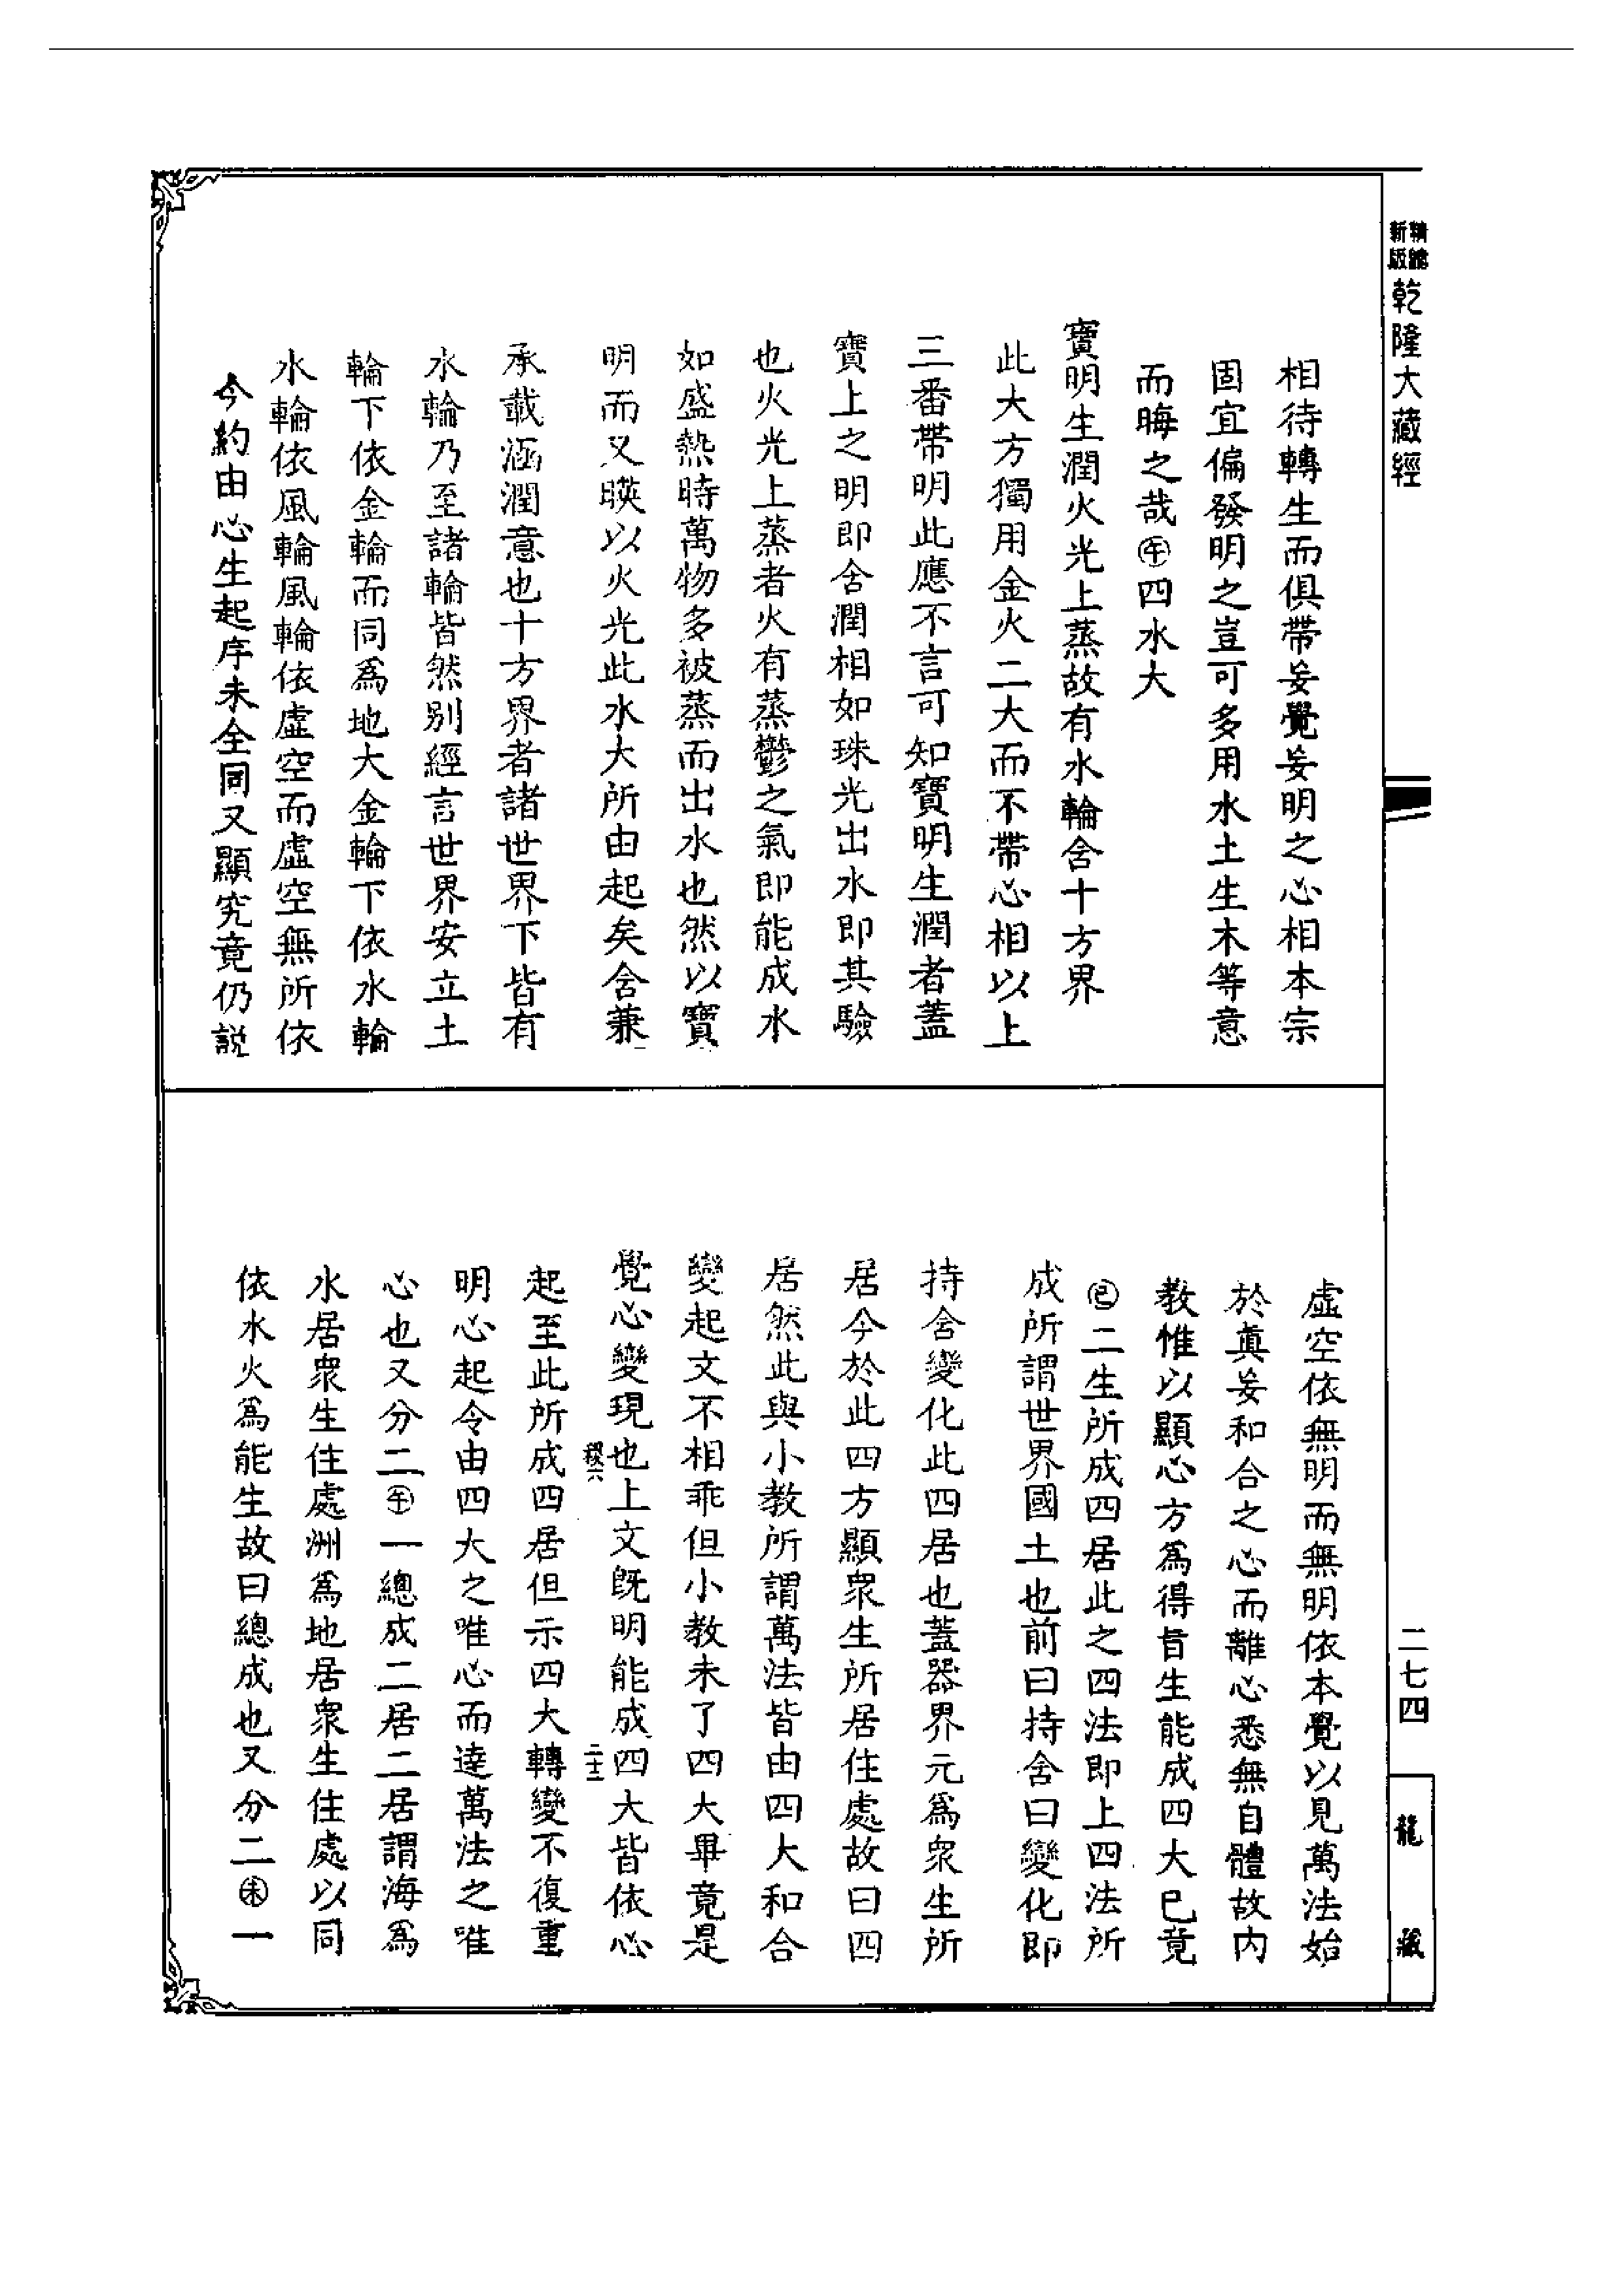 新版
精縮
乾隆大藏經
相待轉生而俱帶妄覺妄明之心相本宗
固宜偏發明之豈可多用水土生木等意
而晦之哉㊉四水大
寶明生潤火光上蒸故有水輪含十方界
此大方獨用金火二大而不帶心相以上
三番帶明此應不言可知寶明生潤者蓋
寶上之明即含潤相如珠光出水即其驗
也火光上蒸者火有蒸鬱之氣即能成水
如盛熱時萬物多被蒸而出水也然以寶
明而又暎以火光此水大所由起矣含兼
承載涵潤意也十方界者諸世界下皆有
水輪乃至諸輪皆然别經言世界安立土
輪下依金輪而同為地大金輪下依水輪
水輪依風輪風輪依虛空而虛空無所依
今約由心生起序未全同又顯究竟仍説
虛空依無明而無明依本覺以見萬法始
於真妄和合之心而離心悉無自體故内
教惟以顯心方為得旨生能成四大已竟
巳二生所成四居此之四法即上四法所
成所謂世界國土也前曰持含曰變化即
持含變化此四居也蓋器界元為衆生所
居今於此四方顯衆生所居住處故曰四
居然此與小教所謂萬法皆由四大和合
變起文不相乖但小教未了四大畢竟是
覺心變現也上文既明能成四大皆依心
起至此所成四居但示四大轉變不復重
明心起令由四大之唯心而達萬法之唯
心也又分二午一總成二居二居謂海為
水居衆生住處洲為地居衆生住處以同
依水火為能生故曰總成也又分二未一
二七四
龍藏